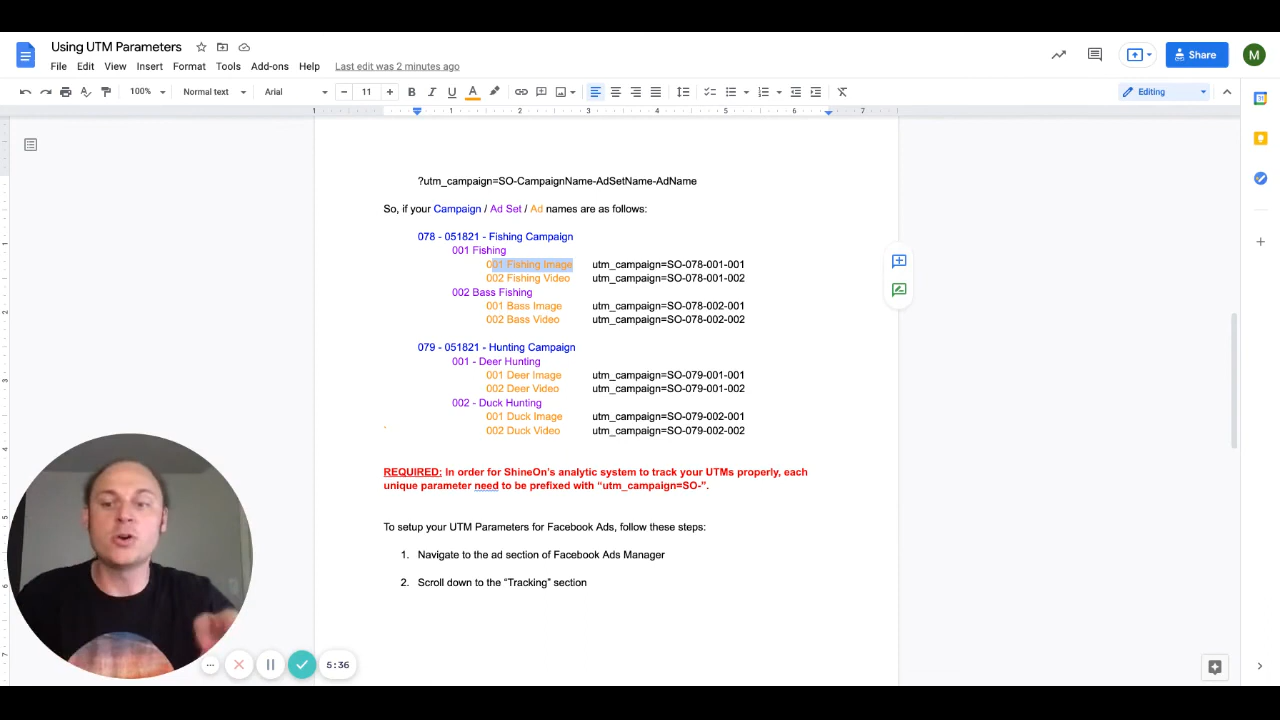 Using UTM Parameters
File Edit View Insert Format Tools Add-ons Help Last edit was 2 minutes ago
Share
M
100% Normal text Arial 11 B I U A Editing
1 1 2 3 4 5 6 7
?utm_campaign=SO-CampaignName-AdSetName-AdName
So, if your Campaign / Ad Set / Ad names are as follows:
078 - 051821 - Fishing Campaign
001 Fishing
001 Fishing Image utm_campaign=SO-078-001-001
002 Fishing Video utm_campaign=SO-078-001-002
002 Bass Fishing
001 Bass Image utm_campaign=SO-078-002-001
002 Bass Video utm_campaign=SO-078-002-002
079 - 051821 - Hunting Campaign
001 - Deer Hunting
001 Deer Image utm_campaign=SO-079-001-001
002 Deer Video utm_campaign=SO-079-001-002
002 - Duck Hunting
001 Duck Image utm_campaign=SO-079-002-001
002 Duck Video utm_campaign=SO-079-002-002
REQUIRED: In order for ShineOn's analytic system to track your UTMs properly, each
unique parameter need to be prefixed with “utm_campaign=SO-”.
To setup your UTM Parameters for Facebook Ads, follow these steps:
1. Navigate to the ad section of Facebook Ads Manager
2. Scroll down to the “Tracking” section
5:36